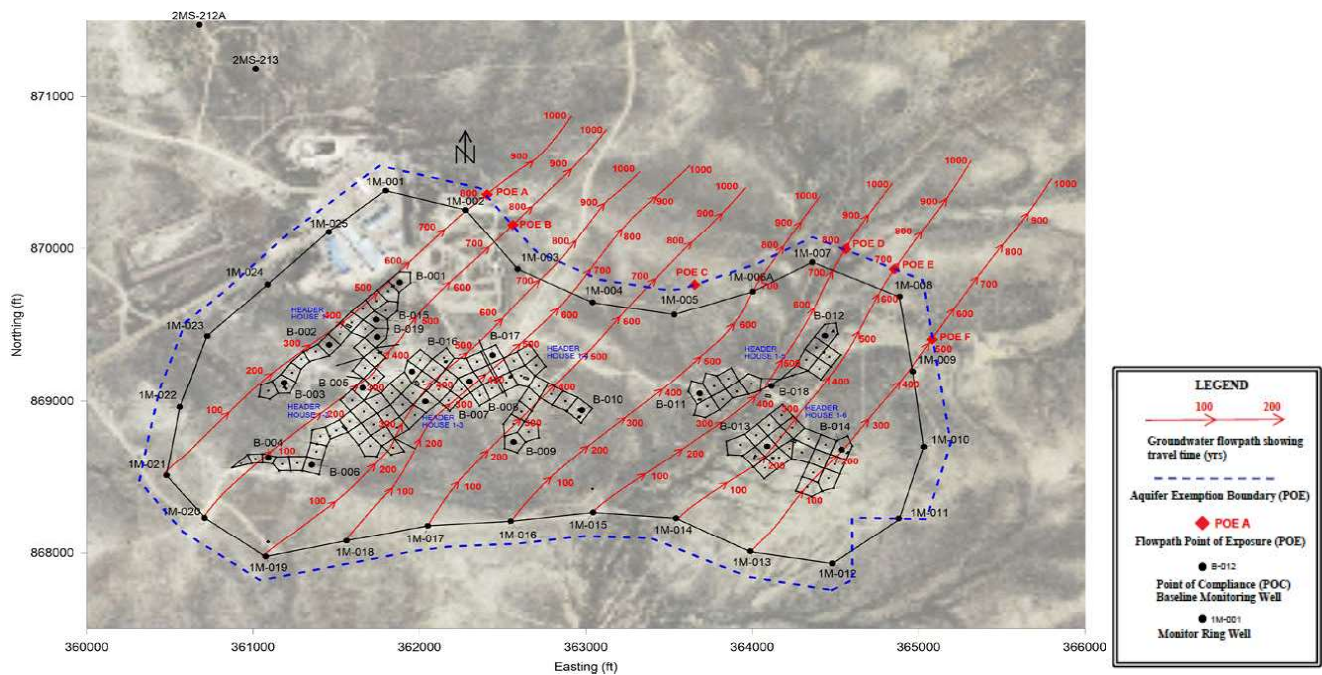 2MS-212A
2MS-213
871000
870000
869000
868000
Northing (ft)
360000
361000
362000
363000
364000
365000
366000
Easting (ft)
N
1M-001
1M-002
1M-003
1M-004
1M-005
1M-006A
1M-007
1M-008
1M-009
1M-010
1M-011
1M-012
1M-013
1M-014
1M-015
1M-016
1M-017
1M-018
1M-019
1M-020
1M-021
1M-022
1M-023
1M-024
1M-025
POE A
POE B
POE C
POE D
POE E
POE F
B-001
B-002
B-003
B-004
B-005
B-006
B-007
B-008
B-009
B-010
B-011
B-012
B-013
B-014
B-015
B-016
B-017
B-018
B-019
HEADER
HOUSE
HEADER
HOUSE
HEADER
HOUSE 1-3
HEADER
HOUSE
HEADER
HOUSE 1-5
HEADER
HOUSE 1-6
100
200
300
400
500
600
700
800
900
1000
LEGEND
100 200
Groundwater flowpath showing
travel time (yrs)
Aquifer Exemption Boundary (POE)
POE A
Flowpath Point of Exposure (POE)
B-012
Point of Compliance (POC)
Baseline Monitoring Well
1M-001
Monitor Ring Well